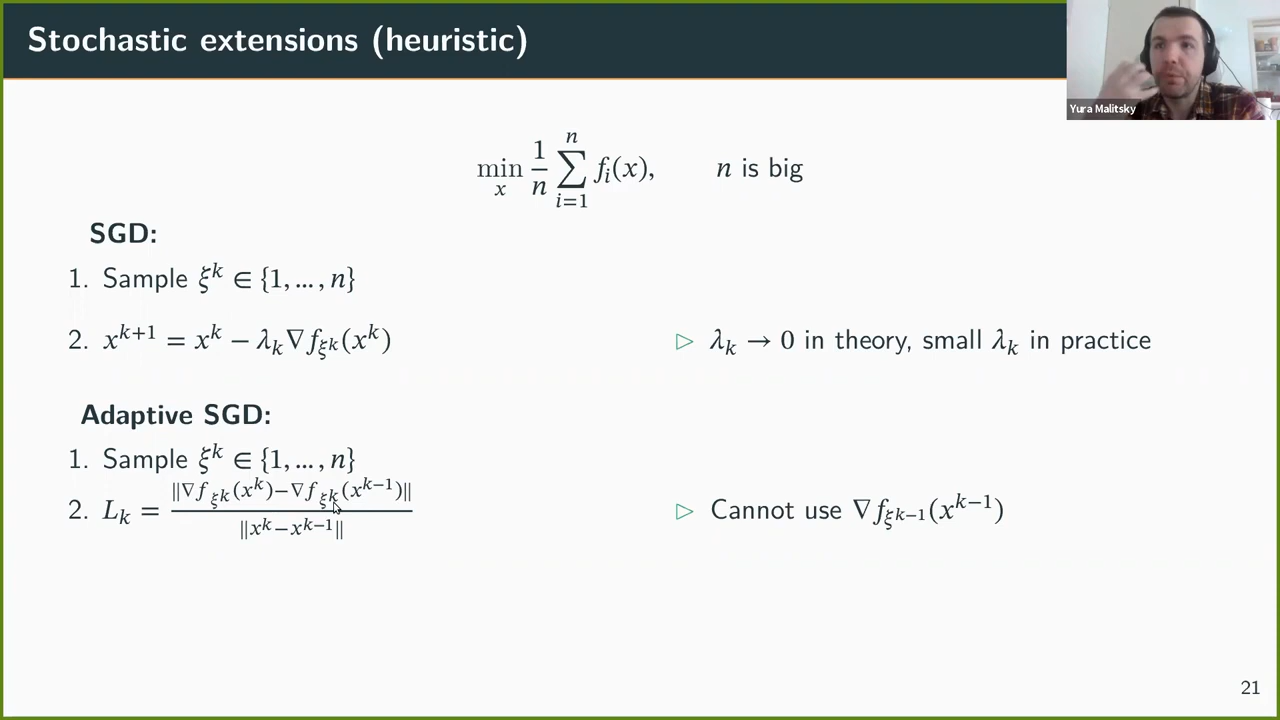 Stochastic extensions (heuristic)
Yura Malitsky
min_x 1/n ∑_{i=1}^{n} f_i(x), n is big
SGD:
1. Sample ξ^k ∈ {1, ... , n}
2. x^{k+1} = x^k − λ_k∇f_{ξ^k}(x^k)
▷ λ_k → 0 in theory, small λ_k in practice
Adaptive SGD:
1. Sample ξ^k ∈ {1, ... , n}
2. L_k = ‖∇f_{ξ^k}(x^k)−∇f_{ξ^k}(x^{k−1})‖ / ‖x^k−x^{k−1}‖
▷ Cannot use ∇f_{ξ^{k−1}}(x^{k−1})
21